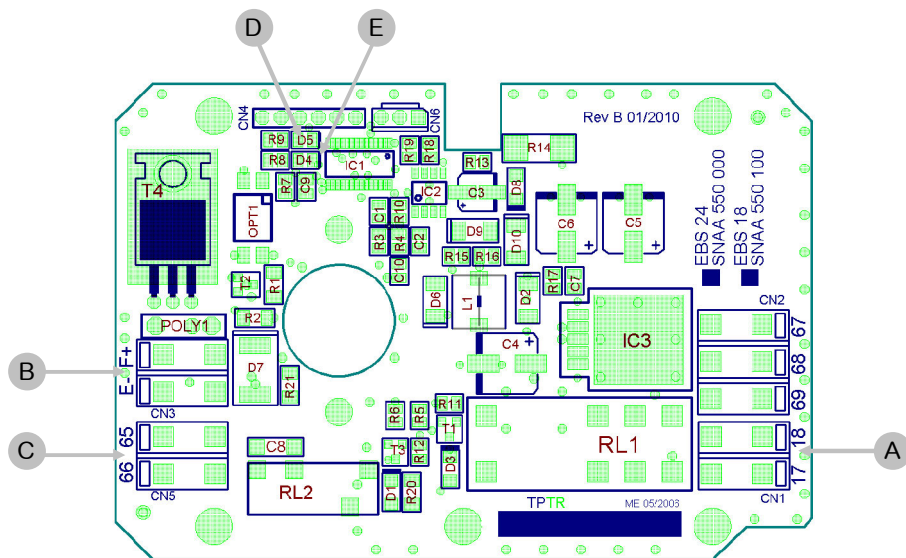 D
E
CN4
CN6
Rev B 01/2010
R9
D5
R19
R18
R14
R8
D4
IC1
R13
T4
R7
C9
IC2
C3
D8
EBS 24
SNAA 550 000
EBS 18
SNAA 550 100
OPT1
C1
R10
C6
C5
R3
R4
C2
D9
D10
R15
R16
C10
T2
R1
D6
L1
D2
R17
C7
CN2
R2
POLY1
67
IC3
C4
B
E-
F+
D7
68
R21
69
CN3
R6
R5
R11
C
65
C8
T1
RL1
18
A
T3
R12
66
RL2
D3
17
CN5
D1
R20
CN1
TPTR
ME 05/2006